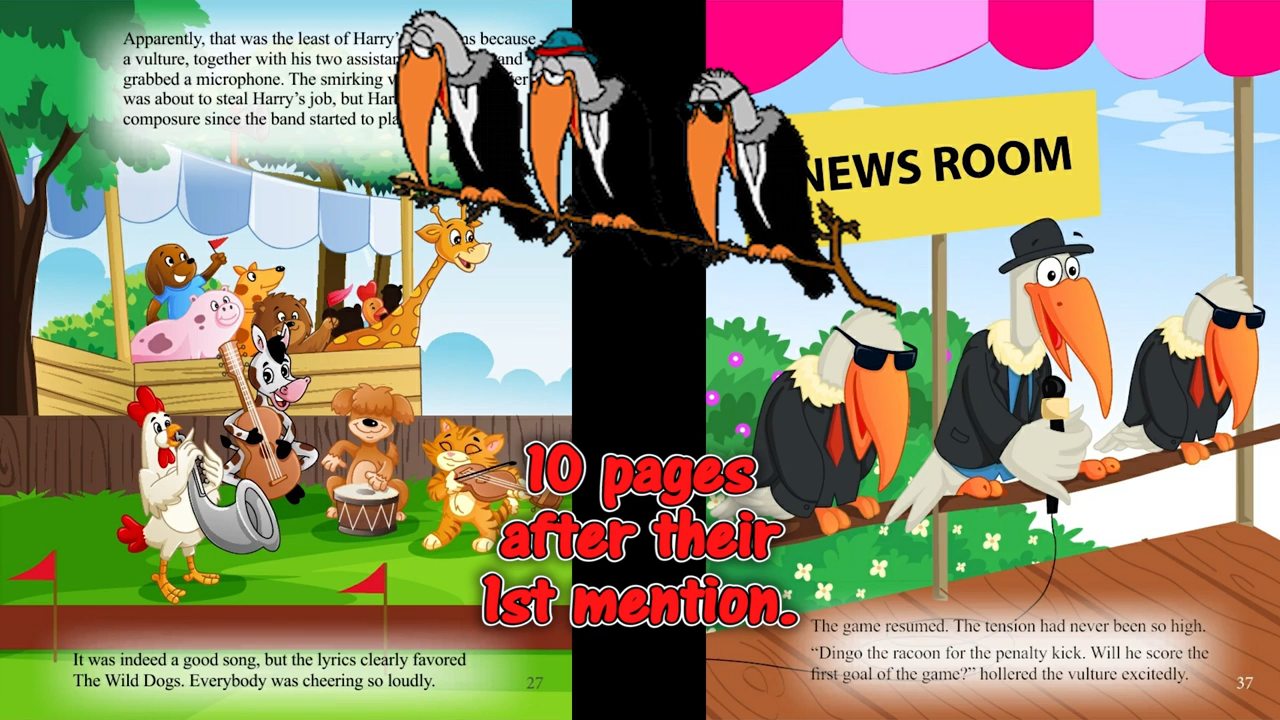 Apparently, that was the least of Harry's because
a vulture, together with his two and
grabbed a microphone. The smirking
was about to steal Harry's job, but
composure since the band started to
It was indeed a good song, but the lyrics clearly favored
The Wild Dogs. Everybody was cheering so loudly.
27
10 pages
after their
1st mention.
NEWS ROOM
The game resumed. The tension had never been so high.
“Dingo the racoon for the penalty kick. Will he score the
first goal of the game?” hollered the vulture excitedly.
37